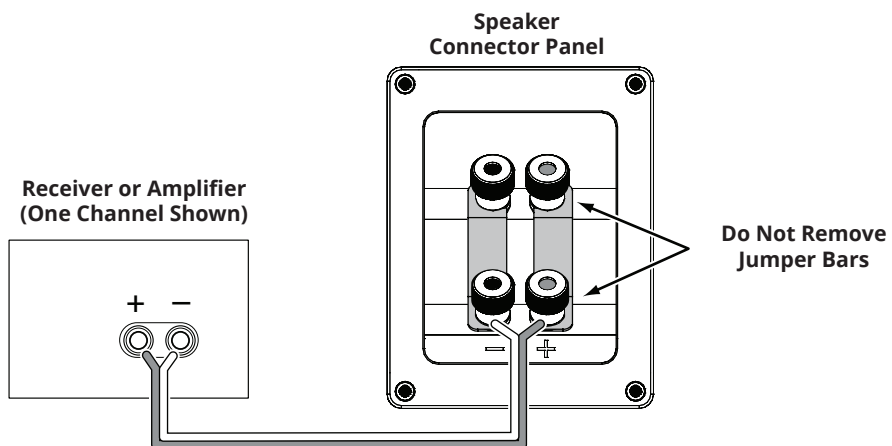 Speaker
Connector Panel
Receiver or Amplifier
(One Channel Shown)
Do Not Remove
Jumper Bars
+ −
− +